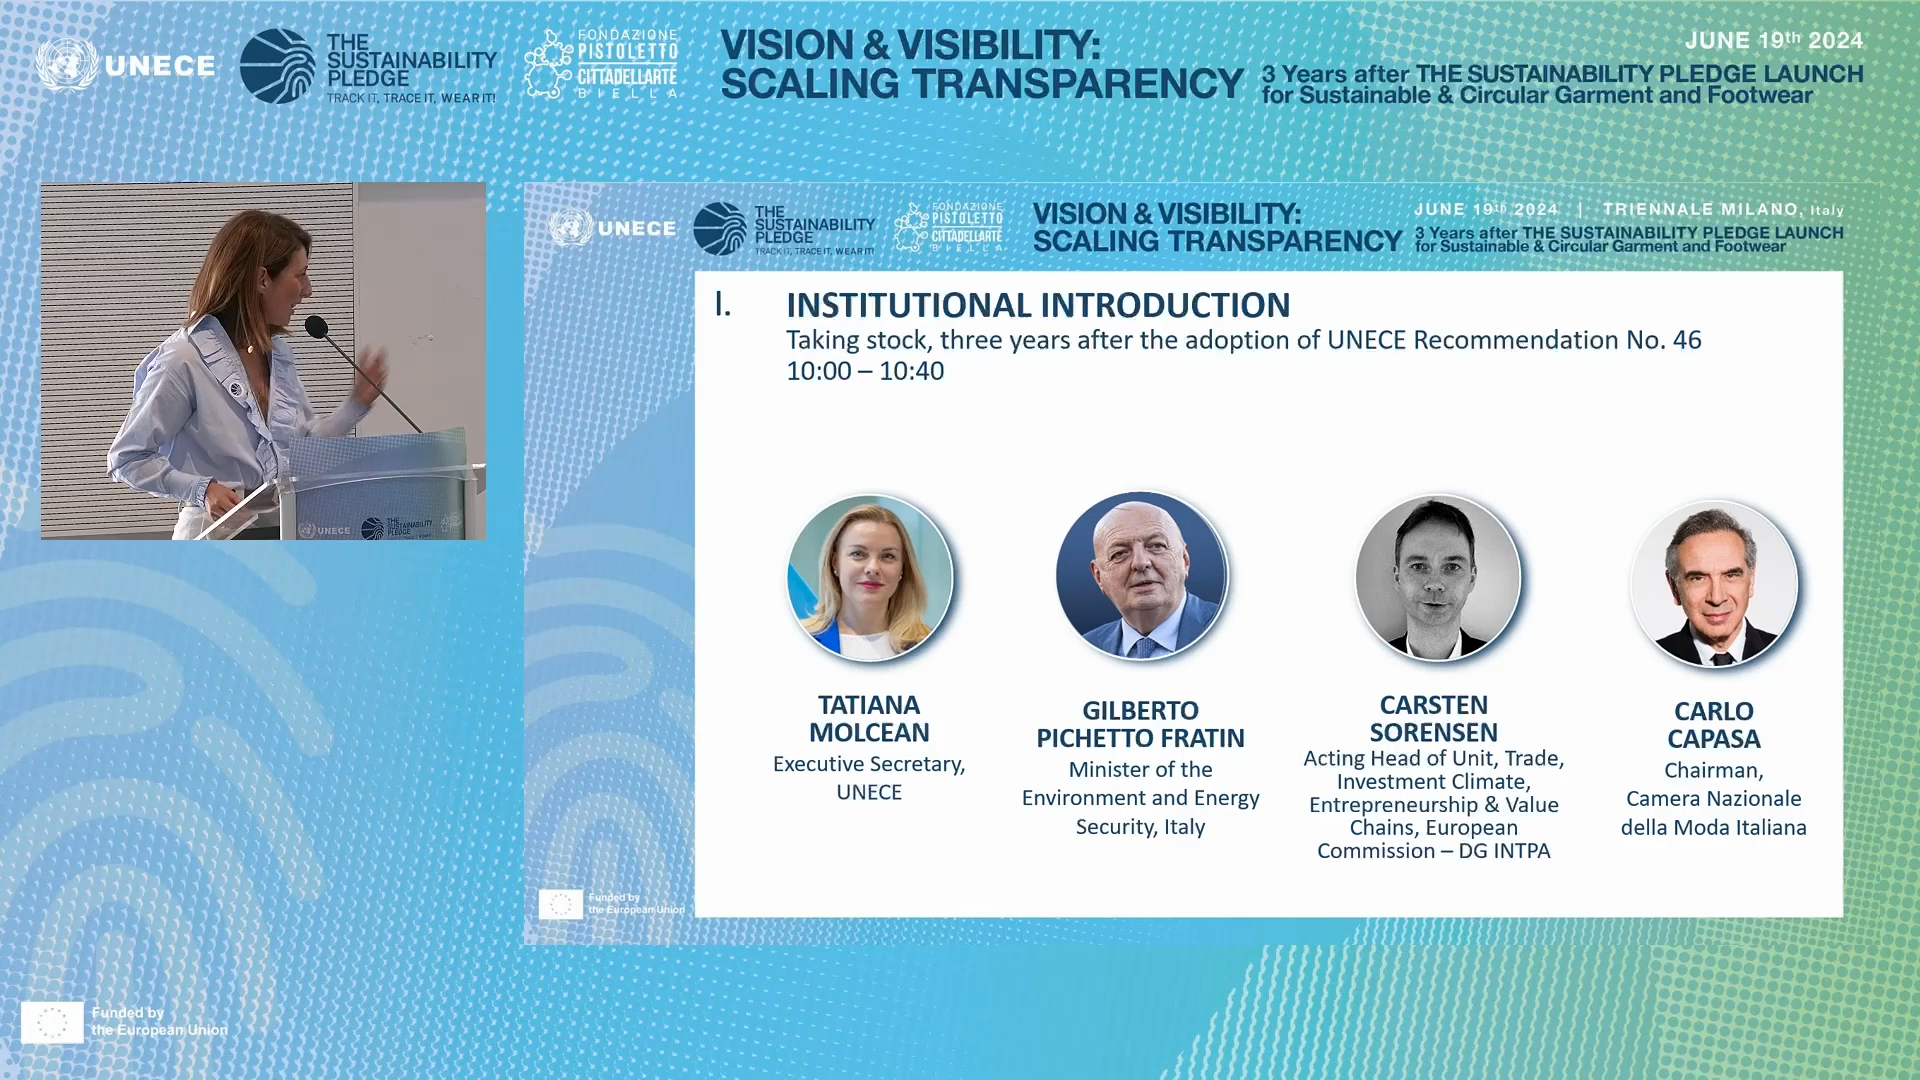 UNECE
THE
SUSTAINABILITY
PLEDGE
TRACK IT, TRACE IT, WEAR IT!
FONDAZIONE
PISTOLETTO
CITTADELLARTE
BIELLA
VISION & VISIBILITY:
SCALING TRANSPARENCY
JUNE 19th 2024
3 Years after THE SUSTAINABILITY PLEDGE LAUNCH
for Sustainable & Circular Garment and Footwear
UNECE
THE
SUSTAINABILITY
PLEDGE
TRACK IT, TRACE IT, WEAR IT!
FONDAZIONE
PISTOLETTO
CITTADELLARTE
BIELLA
VISION & VISIBILITY:
SCALING TRANSPARENCY
JUNE 19th 2024 | TRIENNALE MILANO, Italy
3 Years after THE SUSTAINABILITY PLEDGE LAUNCH
for Sustainable & Circular Garment and Footwear
I. INSTITUTIONAL INTRODUCTION
Taking stock, three years after the adoption of UNECE Recommendation No. 46
10:00 – 10:40
TATIANA
MOLCEAN
Executive Secretary,
UNECE
GILBERTO
PICHETTO FRATIN
Minister of the
Environment and Energy
Security, Italy
CARSTEN
SORENSEN
Acting Head of Unit, Trade,
Investment Climate,
Entrepreneurship & Value
Chains, European
Commission – DG INTPA
CARLO
CAPASA
Chairman,
Camera Nazionale
della Moda Italiana
UNECE
THE
SUSTAINABILITY
PLEDGE
Funded by
the European Union
Funded by
the European Union